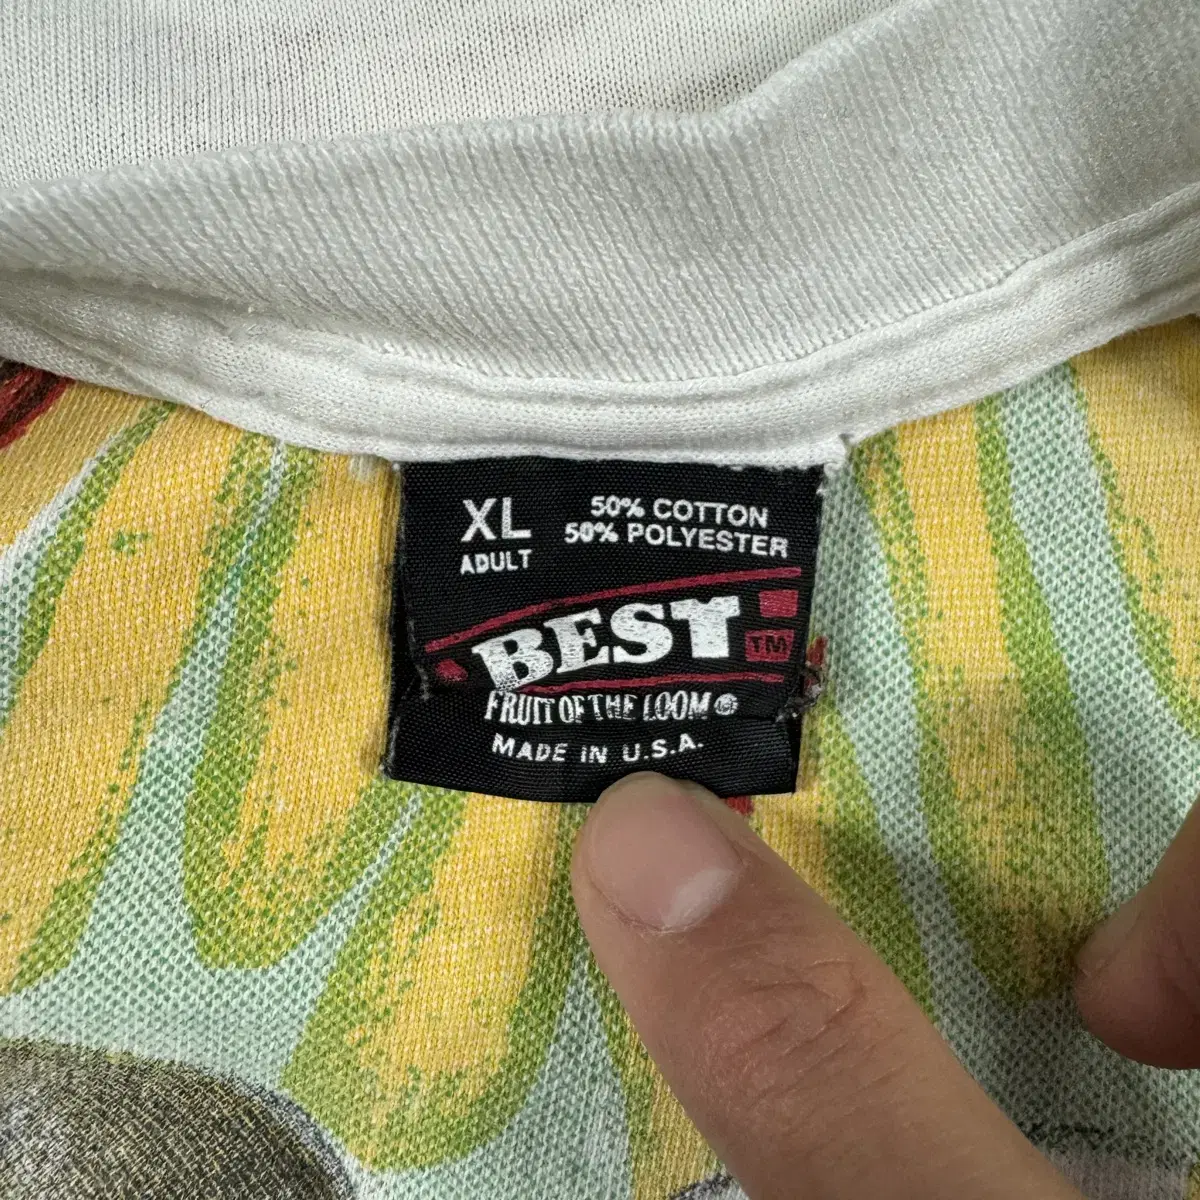 XL
ADULT
50% COTTON
50% POLYESTER
BEST TM
FRUIT OF THE LOOM ®
MADE IN U.S.A.